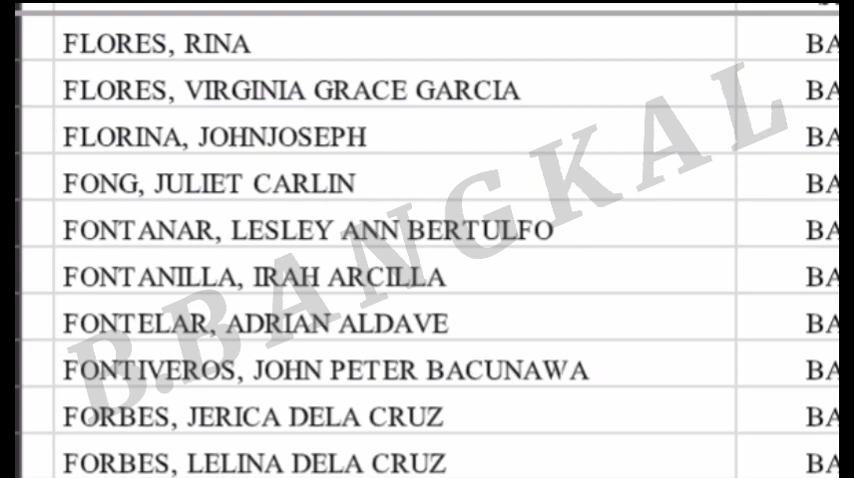 FLORES, RINA BA
FLORES, VIRGINIA GRACE GARCIA BA
FLORINA, JOHNJOSEPH BA
FONG, JULIET CARLIN BA
FONTANAR, LESLEY ANN BERTULFO BA
FONTANILLA, IRAH ARCILLA BA
FONTELAR, ADRIAN ALDAVE BA
FONTIVEROS, JOHN PETER BACUNAWA BA
FORBES, JERICA DELA CRUZ BA
FORBES, LELINA DELA CRUZ BA
B.BANGKAL